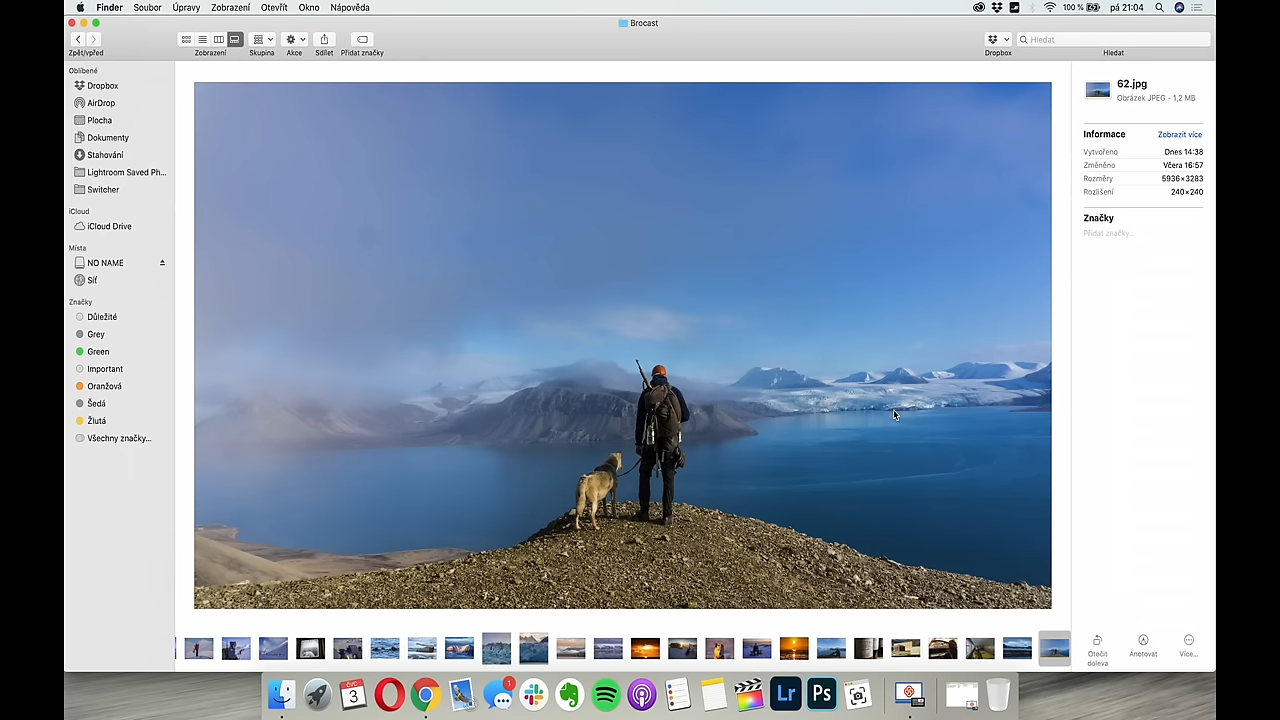 Finder Soubor Úpravy Zobrazení Otevřít Okno Nápověda 100 % pá 21:04
Brocast
Hledat
Zpět/vpřed Zobrazení Skupina Akce Sdílet Přidat značky Dropbox Hledat
Oblíbené
Dropbox
AirDrop
Plocha
Dokumenty
Stahování
Lightroom Saved Ph...
Switcher
iCloud
iCloud Drive
Místa
NO NAME
Síť
Značky
Důležité
Grey
Green
Important
Oranžová
Šedá
Žlutá
Všechny značky...
62.jpg
Obrázek JPEG - 1,2 MB
Informace Zobrazit více
Vytvořeno Dnes 14:38
Změněno Včera 16:57
Rozměry 5936×3283
Rozlišení 240×240
Značky
Přidat značky...
Otočit doleva
Anotovat
Více...
ČVC
3
1
Lr
Ps